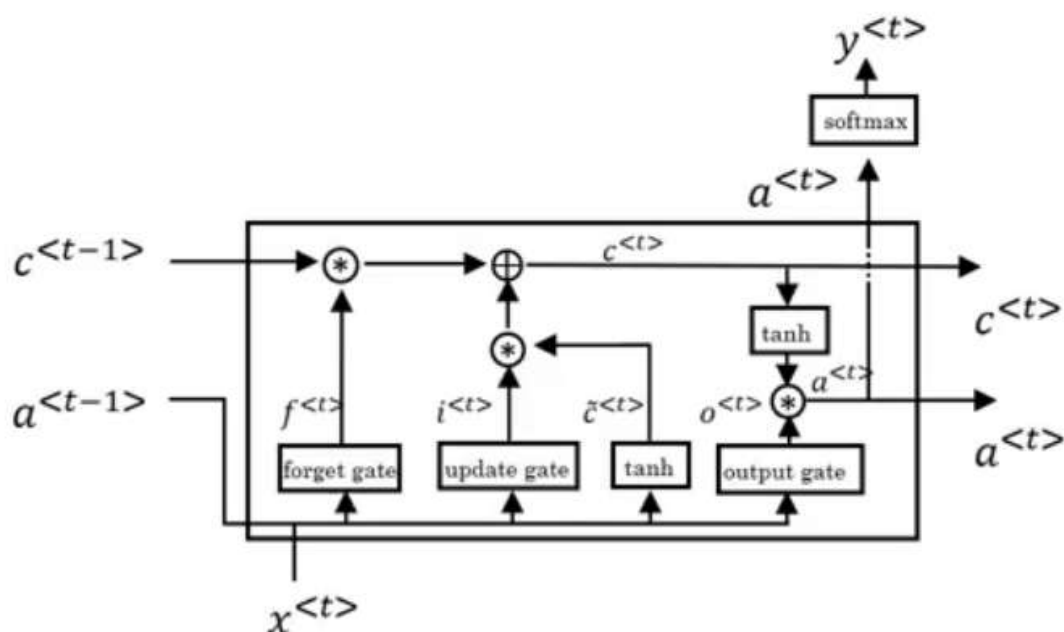 y<t>
softmax
a<t>
c<t-1>
c<t>
c<t>
tanh
a<t-1>
f<t>
i<t>
c̃<t>
o<t>
a<t>
a<t>
forget gate
update gate
tanh
output gate
x<t>